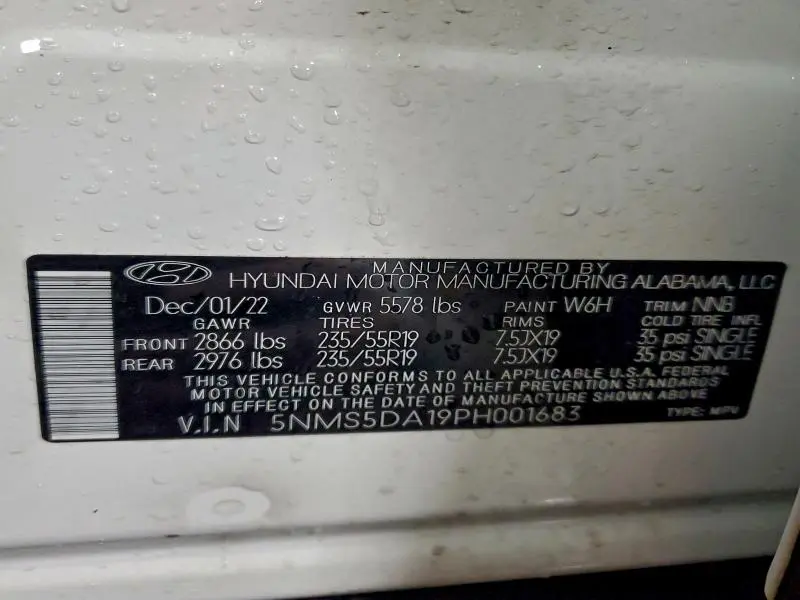 MANUFACTURED BY
HYUNDAI MOTOR MANUFACTURING ALABAMA, LLC
Dec/01/22 GVWR 5578 lbs PAINT W6H TRIM NNB
GAWR TIRES RIMS COLD TIRE INFL
FRONT 2866 lbs 235/55R19 7.5JX19 35 psi SINGLE
REAR 2976 lbs 235/55R19 7.5JX19 35 psi SINGLE
THIS VEHICLE CONFORMS TO ALL APPLICABLE U.S.A. FEDERAL
MOTOR VEHICLE SAFETY AND THEFT PREVENTION STANDARDS
IN EFFECT ON THE DATE OF MANUFACTURE SHOWN ABOVE
V.I.N 5NMS5DA19PH001683 TYPE: MPV